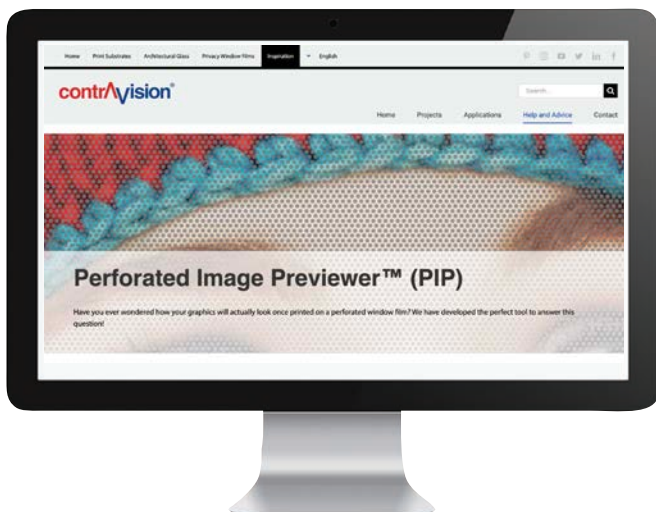 Home Print Substrates Architectural Glass Privacy Window Films Inspiration English
contrAvision®
Search...
Home Projects Applications Help and Advice Contact
Perforated Image Previewer™ (PIP)
Have you ever wondered how your graphics will actually look once printed on a perforated window film? We have developed the perfect tool to answer this
question!